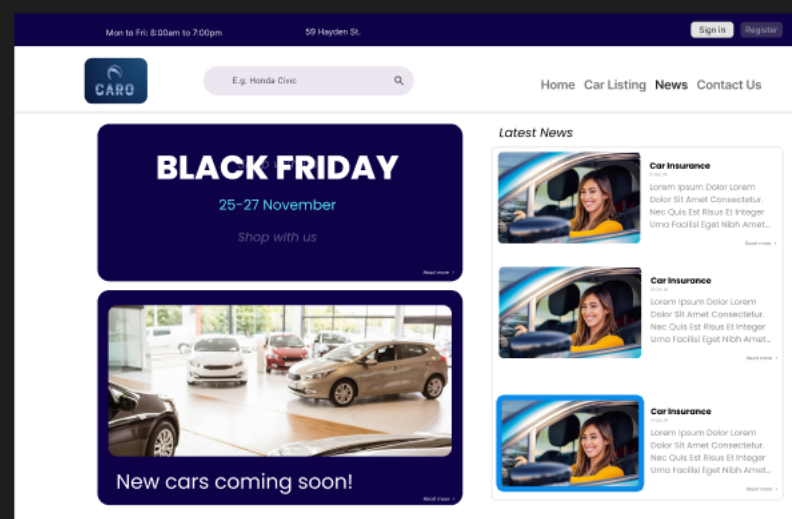 Mon to Fri: 8:00am to 7:00pm
59 Hayden St.
Sign in
Register
CARO
E.g. Honda Civic
Home
Car Listing
News
Contact Us
BLACK FRIDAY
25-27 November
Shop with us
Read more
New cars coming soon!
Read more
Latest News
Car Insurance
Lorem Ipsum Dolor Lorem
Dolor Sit Amet Consectetur.
Nec Quis Est Risus Et Integer
Urna Facilisi Eget Nibh Amet...
Read more
Car Insurance
Lorem Ipsum Dolor Lorem
Dolor Sit Amet Consectetur.
Nec Quis Est Risus Et Integer
Urna Facilisi Eget Nibh Amet...
Read more
Car Insurance
Lorem Ipsum Dolor Lorem
Dolor Sit Amet Consectetur.
Nec Quis Est Risus Et Integer
Urna Facilisi Eget Nibh Amet...
Read more